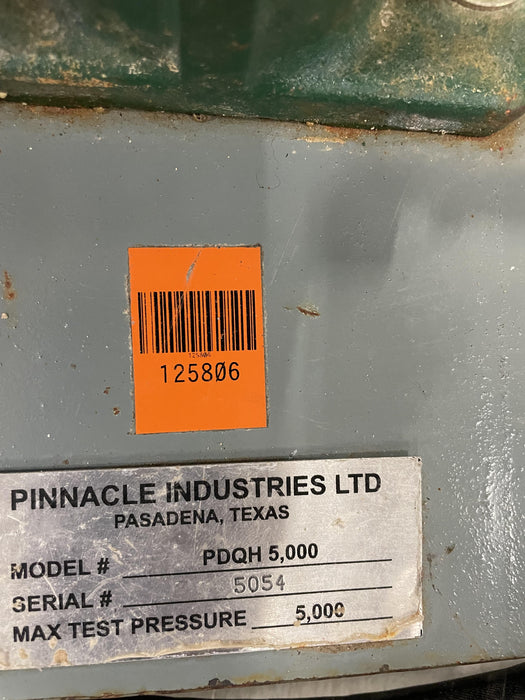 125806
125806
PINNACLE INDUSTRIES LTD
PASADENA, TEXAS
MODEL # PDQH 5,000
SERIAL # 5054
MAX TEST PRESSURE 5,000